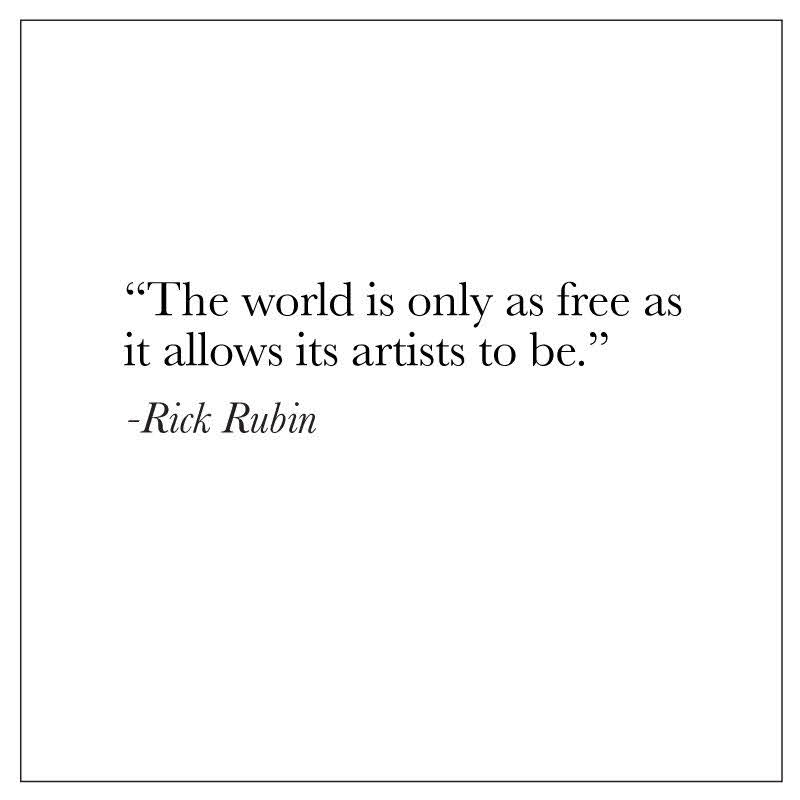 “The world is only as free as
it allows its artists to be.”
-Rick Rubin